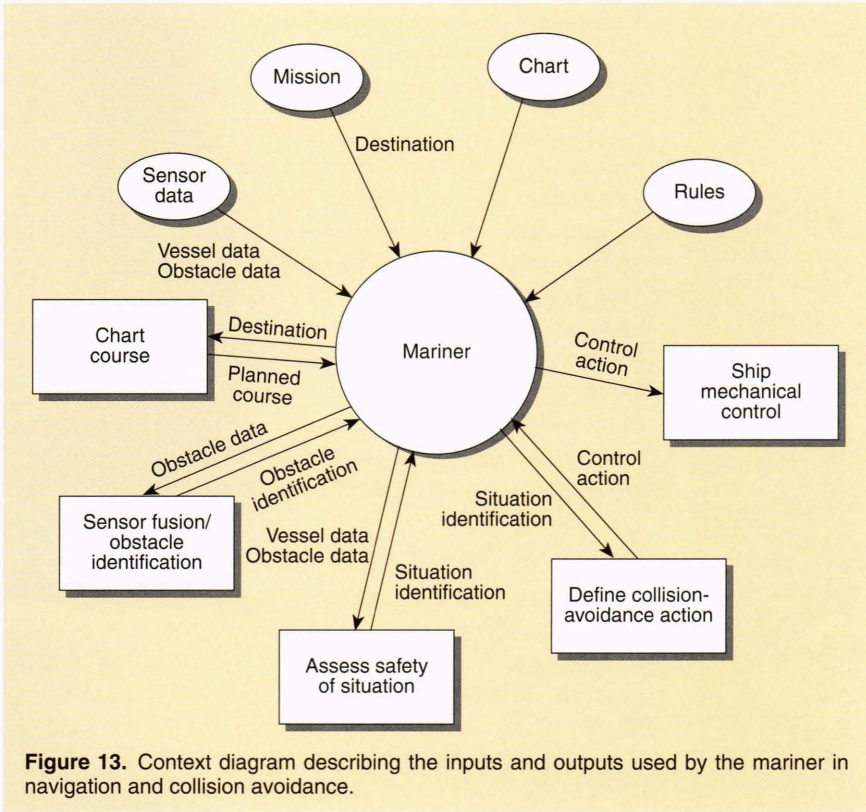 Mission
Chart
Destination
Sensor
data
Rules
Vessel data
Obstacle data
Chart
course
Destination
Planned
course
Mariner
Control
action
Ship
mechanical
control
Obstacle data
Obstacle
identification
Sensor fusion/
obstacle
identification
Vessel data
Obstacle data
Situation
identification
Situation
identification
Control
action
Define collision-
avoidance action
Assess safety
of situation
Figure 13. Context diagram describing the inputs and outputs used by the mariner in
navigation and collision avoidance.